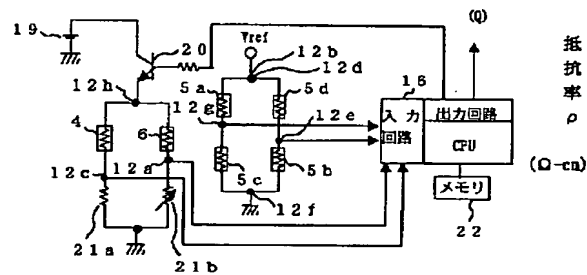 19
20
Vref
(Q)
12b
12d
12h
5a
5d
16
12g
12e
4
6
入力
回路
出力回路
CPU
12a
12c
5c
5b
12f
メモリ
22
21a
21b
抵抗率
ρ
(Ω-cm)